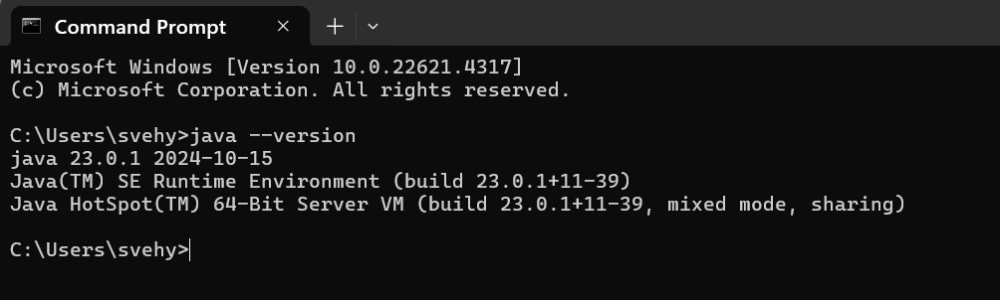 Command Prompt
Microsoft Windows [Version 10.0.22621.4317]
(c) Microsoft Corporation. All rights reserved.
C:\Users\svehy>java --version
java 23.0.1 2024-10-15
Java(TM) SE Runtime Environment (build 23.0.1+11-39)
Java HotSpot(TM) 64-Bit Server VM (build 23.0.1+11-39, mixed mode, sharing)
C:\Users\svehy>